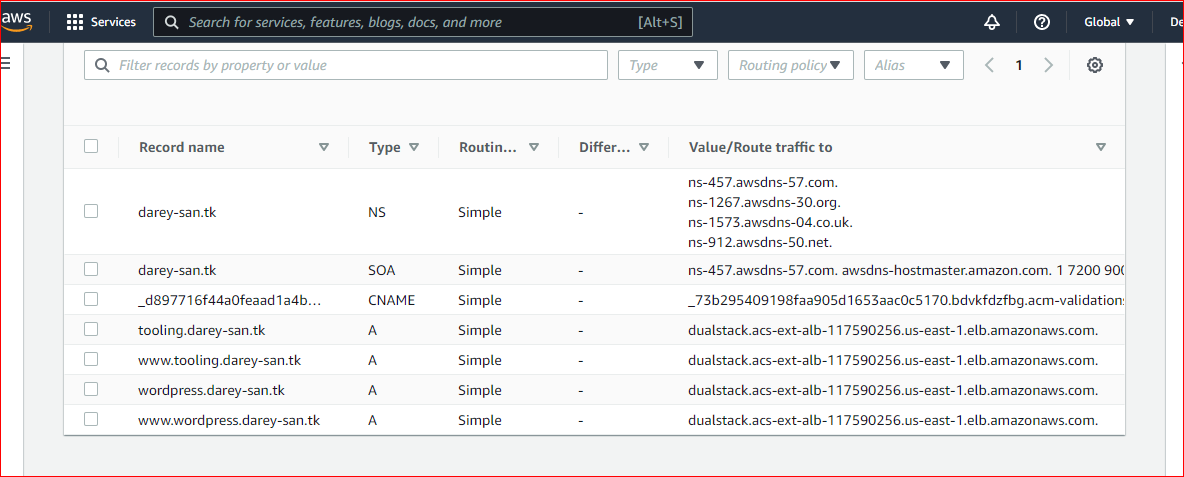 aws Services Search for services, features, blogs, docs, and more [Alt+S] Global
Filter records by property or value Type Routing policy Alias 1
Record name Type Routin... Differ... Value/Route traffic to
ns-457.awsdns-57.com.
ns-1267.awsdns-30.org.
darey-san.tk NS Simple - ns-1573.awsdns-04.co.uk.
ns-912.awsdns-50.net.
darey-san.tk SOA Simple - ns-457.awsdns-57.com. awsdns-hostmaster.amazon.com. 1 7200 900
_d897716f44a0feaad1a4b... CNAME Simple - _73b295409198faa905d1653aac0c5170.bdvkfdzfbg.acm-validations
tooling.darey-san.tk A Simple - dualstack.acs-ext-alb-117590256.us-east-1.elb.amazonaws.com.
www.tooling.darey-san.tk A Simple - dualstack.acs-ext-alb-117590256.us-east-1.elb.amazonaws.com.
wordpress.darey-san.tk A Simple - dualstack.acs-ext-alb-117590256.us-east-1.elb.amazonaws.com.
www.wordpress.darey-san.tk A Simple - dualstack.acs-ext-alb-117590256.us-east-1.elb.amazonaws.com.